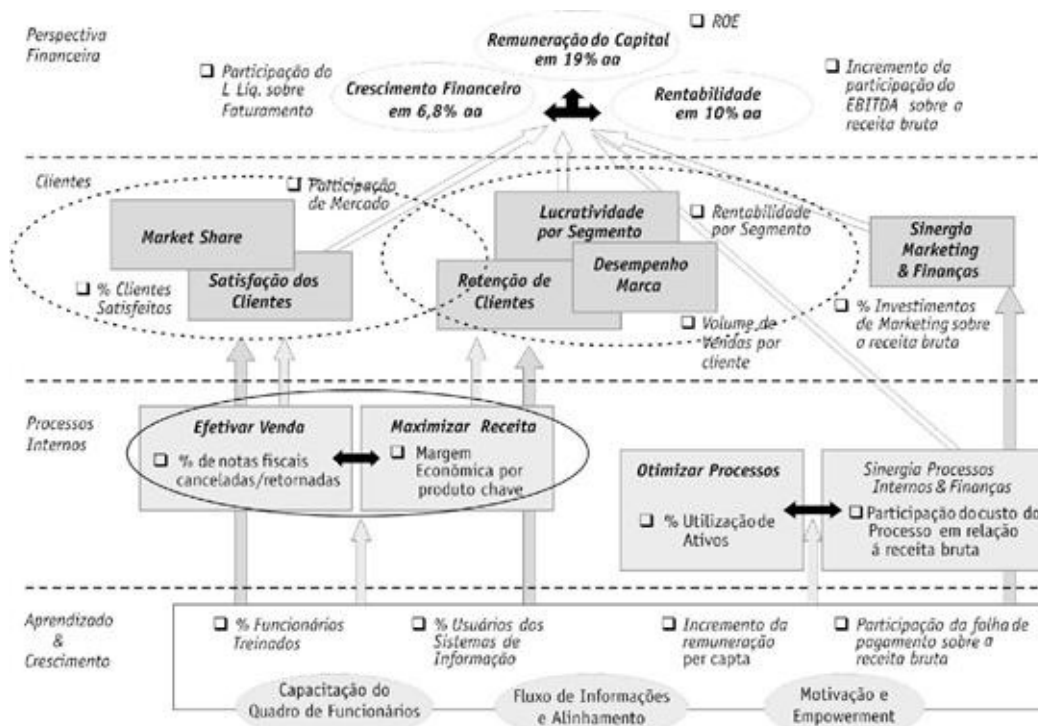 Perspectiva
Financeira
Remuneração do Capital
em 19% aa
❑ ROE
❑ Participação do
L Líq. sobre
Faturamento
Crescimento Financeiro
em 6,8% aa
Rentabilidade
em 10% aa
❑ Incremento da
participação do
EBITDA sobre a
receita bruta
Clientes
❑ Participação
de Mercado
Market Share
Satisfação dos
Clientes
❑ % Clientes
Satisfeitos
Lucratividade
por Segmento
Retenção de
Clientes
Desempenho
Marca
❑ Rentabilidade
por Segmento
❑ Volume de
Vendas por
cliente
Sinergia
Marketing
& Finanças
❑ % Investimentos
de Marketing sobre
a receita bruta
Processos
Internos
Efetivar Venda
❑ % de notas fiscais
canceladas/retornadas
Maximizar Receita
❑ Margem
Econômica por
produto chave
Otimizar Processos
❑ % Utilização de
Ativos
Sinergia Processos
Internos & Finanças
❑ Participação do custo do
Processo em relação
á receita bruta
Aprendizado
&
Crescimento
❑ % Funcionários
Treinados
❑ % Usuários dos
Sistemas de
Informação
❑ Incremento da
remuneração
per capta
❑ Participação da folha de
pagamento sobre a
receita bruta
Capacitação do
Quadro de Funcionários
Fluxo de Informações
e Alinhamento
Motivação e
Empowerment